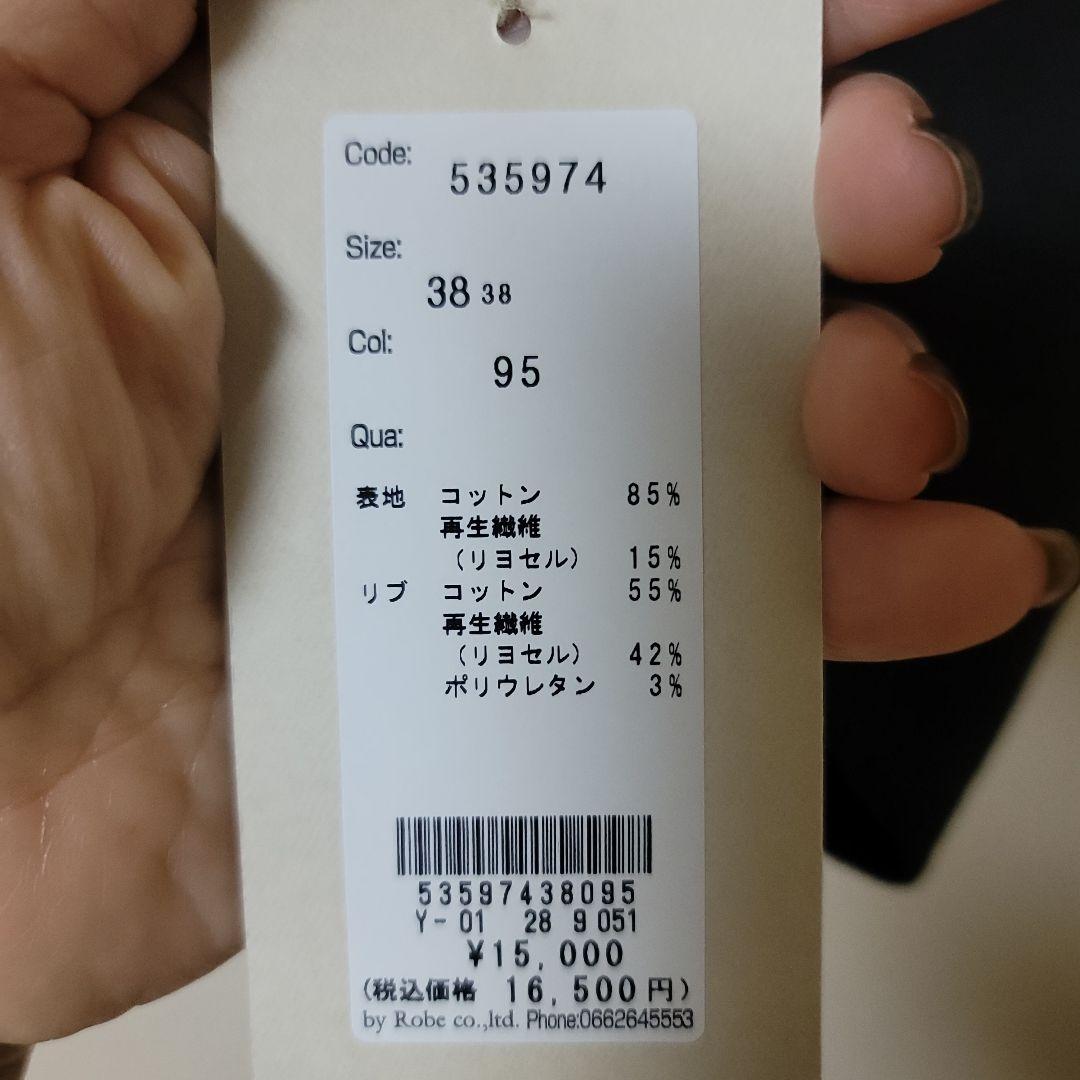 Code:
535974
Size:
38 38
Col:
95
Qua:
表地 コットン 85%
再生繊維
(リヨセル) 15%
リブ コットン 55%
再生繊維
(リヨセル) 42%
ポリウレタン 3%
53597438095
Y-01 28 9 051
¥15,000
(税込価格 16,500円)
by Robe co.,ltd. Phone:0662645553